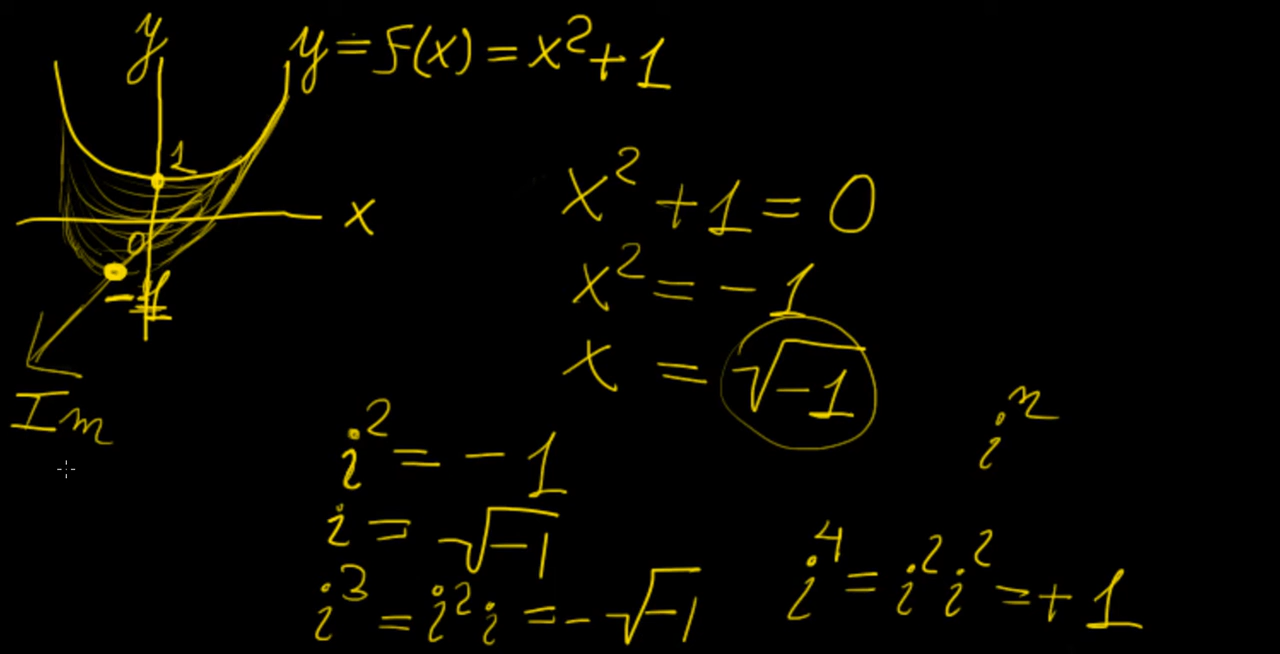 y
y = f(x) = x² + 1
1
x
0
-1
Im
x² + 1 = 0
x² = -1
x = √-1
iⁿ
i² = -1
i = √-1
i³ = i²i = -√-1
i⁴ = i²i² = +1